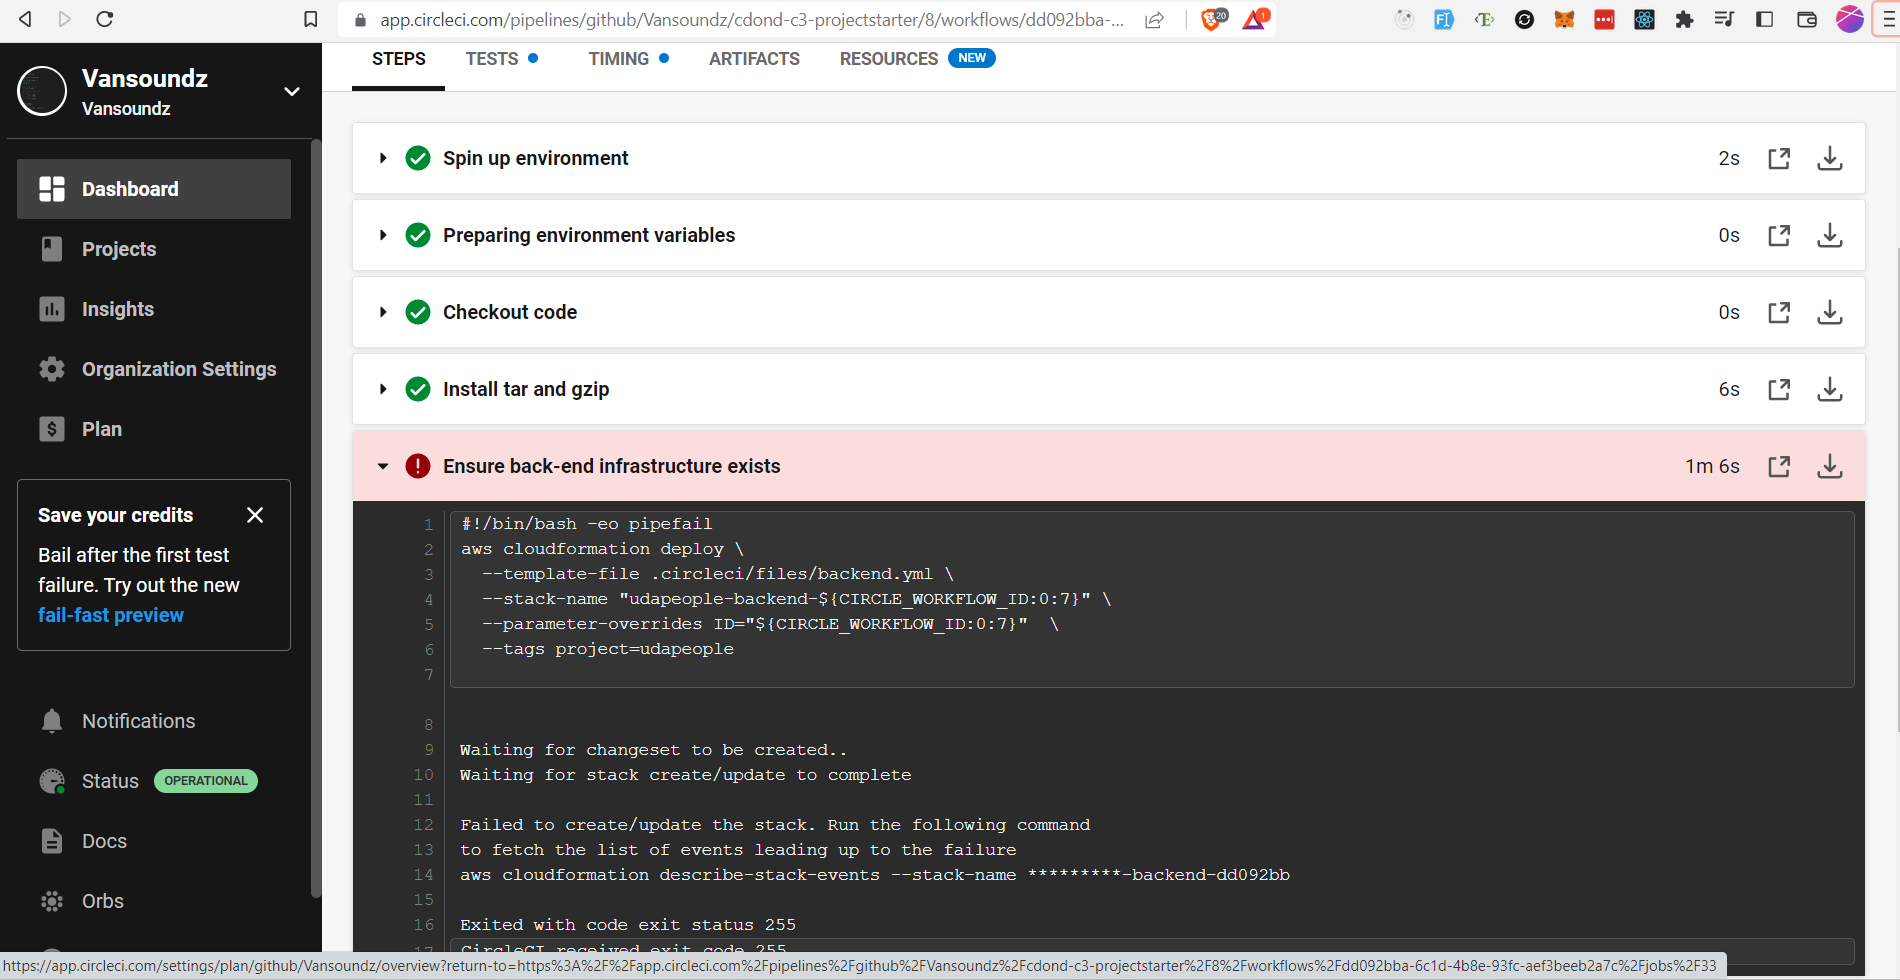 app.circleci.com/pipelines/github/Vansoundz/cdond-c3-projectstarter/8/workflows/dd092bba-...
20
1
Vansoundz
Vansoundz
Dashboard
Projects
Insights
Organization Settings
Plan
Save your credits
Bail after the first test
failure. Try out the new
fail-fast preview
Notifications
Status OPERATIONAL
Docs
Orbs
STEPS TESTS TIMING ARTIFACTS RESOURCES NEW
Spin up environment 2s
Preparing environment variables 0s
Checkout code 0s
Install tar and gzip 6s
Ensure back-end infrastructure exists 1m 6s
1 #!/bin/bash -eo pipefail
2 aws cloudformation deploy \
3 --template-file .circleci/files/backend.yml \
4 --stack-name "udapeople-backend-${CIRCLE_WORKFLOW_ID:0:7}" \
5 --parameter-overrides ID="${CIRCLE_WORKFLOW_ID:0:7}" \
6 --tags project=udapeople
7
8
9 Waiting for changeset to be created..
10 Waiting for stack create/update to complete
11
12 Failed to create/update the stack. Run the following command
13 to fetch the list of events leading up to the failure
14 aws cloudformation describe-stack-events --stack-name *********-backend-dd092bb
15
16 Exited with code exit status 255
17 CircleCI received exit code 255
https://app.circleci.com/settings/plan/github/Vansoundz/overview?return-to=https%3A%2F%2Fapp.circleci.com%2Fpipelines%2Fgithub%2FVansoundz%2Fcdond-c3-projectstarter%2F8%2Fworkflows%2Fdd092bba-6c1d-4b8e-93fc-aef3beeb2a7c%2Fjobs%2F33